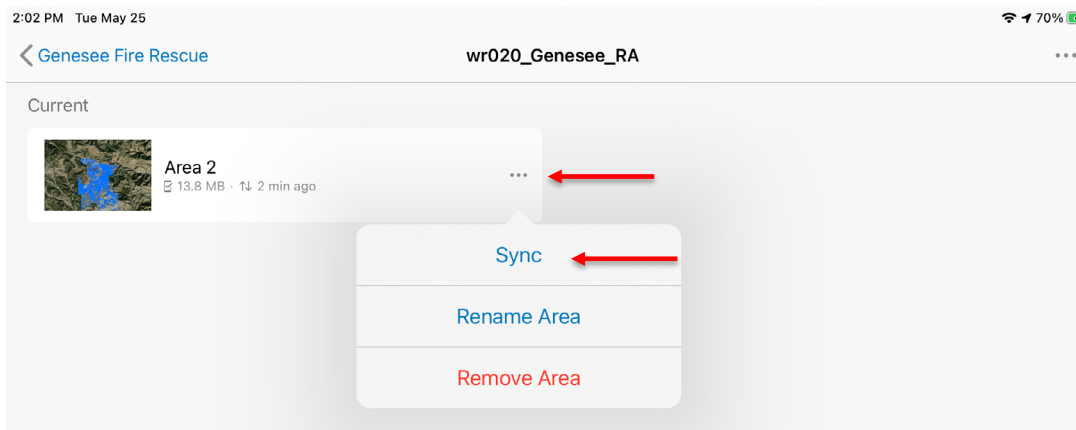 2:02 PM Tue May 25 70%
Genesee Fire Rescue wr020_Genesee_RA ...
Current
Area 2
13.8 MB · ↑↓ 2 min ago ...
Sync
Rename Area
Remove Area